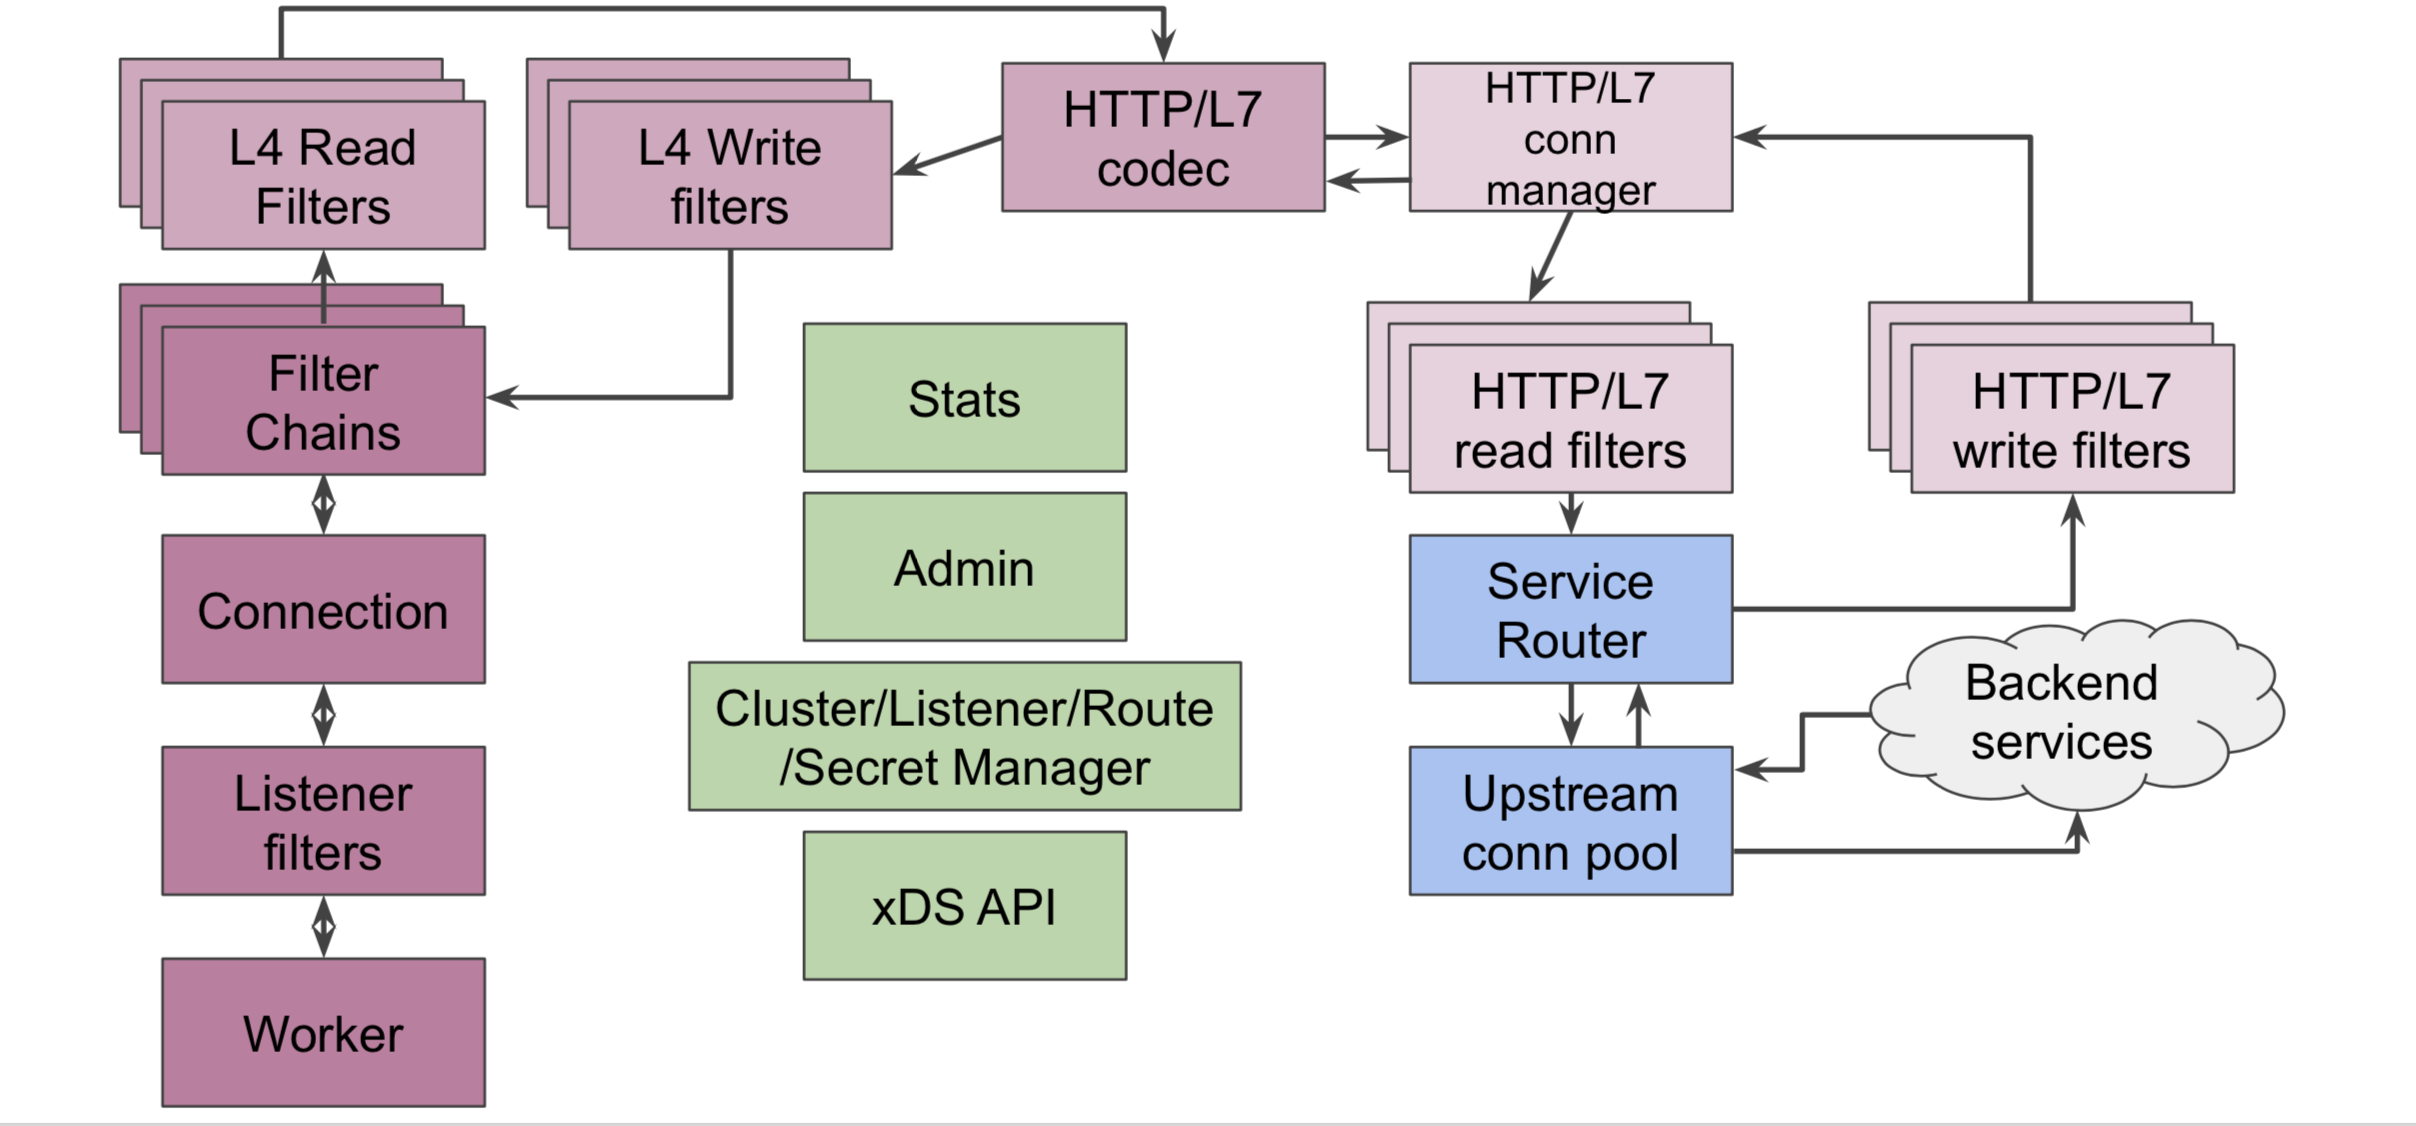 L4 Read
Filters
L4 Write
filters
HTTP/L7
codec
HTTP/L7
conn
manager
Filter
Chains
Stats
HTTP/L7
read filters
HTTP/L7
write filters
Connection
Admin
Service
Router
Listener
filters
Cluster/Listener/Route
/Secret Manager
Upstream
conn pool
Backend
services
Worker
xDS API